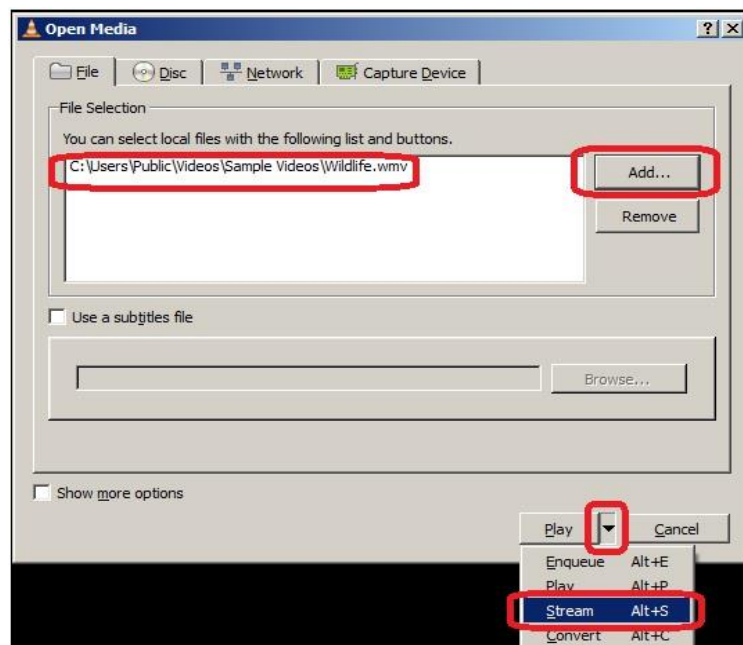 Open Media
File Disc Network Capture Device
File Selection
You can select local files with the following list and buttons.
C:\Users\Public\Videos\Sample Videos\Wildlife.wmv
Add...
Remove
Use a subtitles file
Browse...
Show more options
Play Cancel
Enqueue Alt+E
Play Alt+P
Stream Alt+S
Convert Alt+C